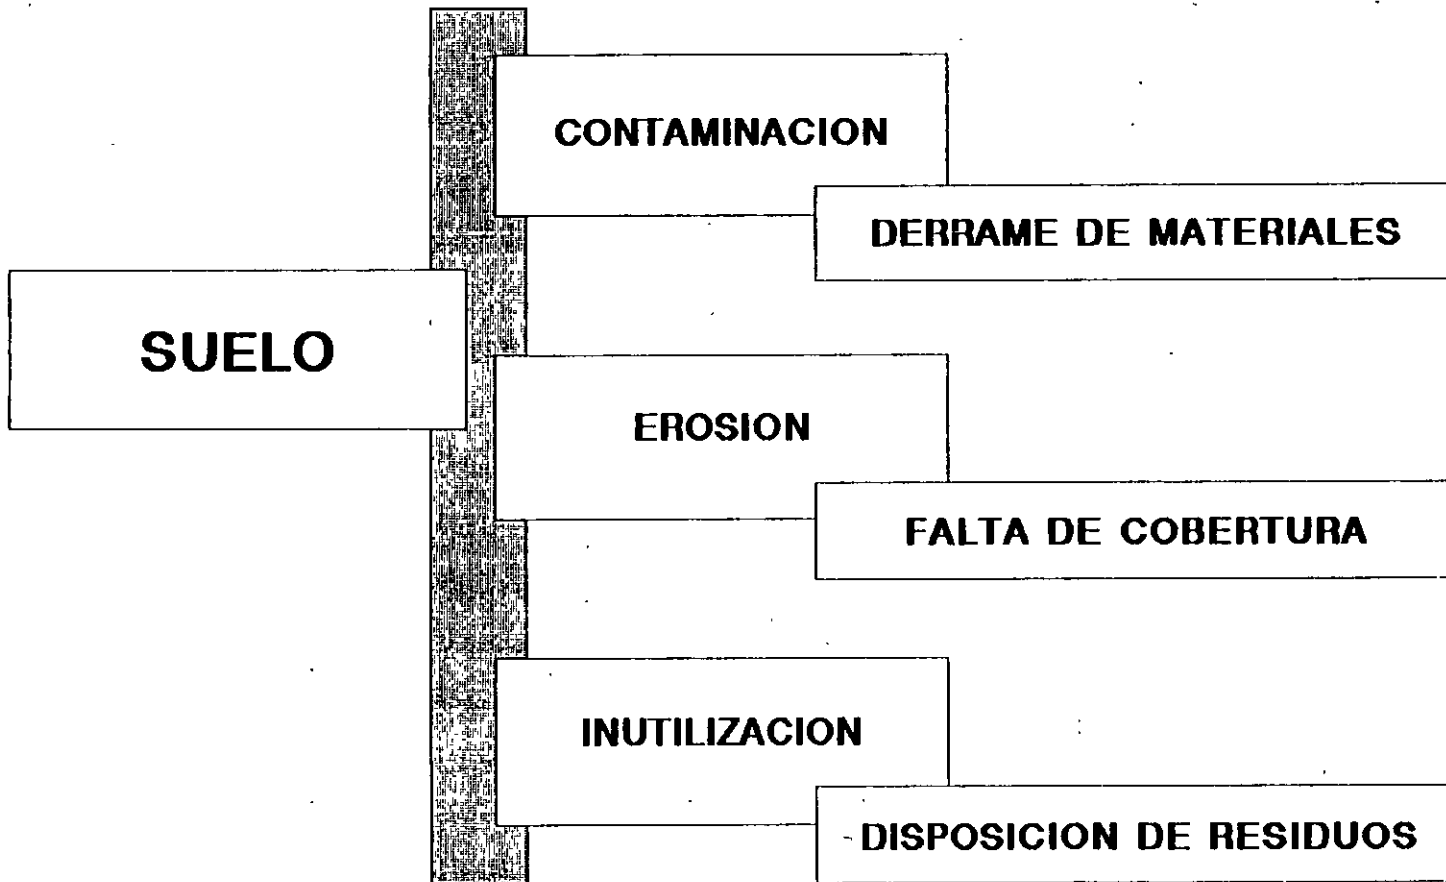 CONTAMINACION
DERRAME DE MATERIALES
SUELO
EROSION
FALTA DE COBERTURA
INUTILIZACION
DISPOSICION DE RESIDUOS